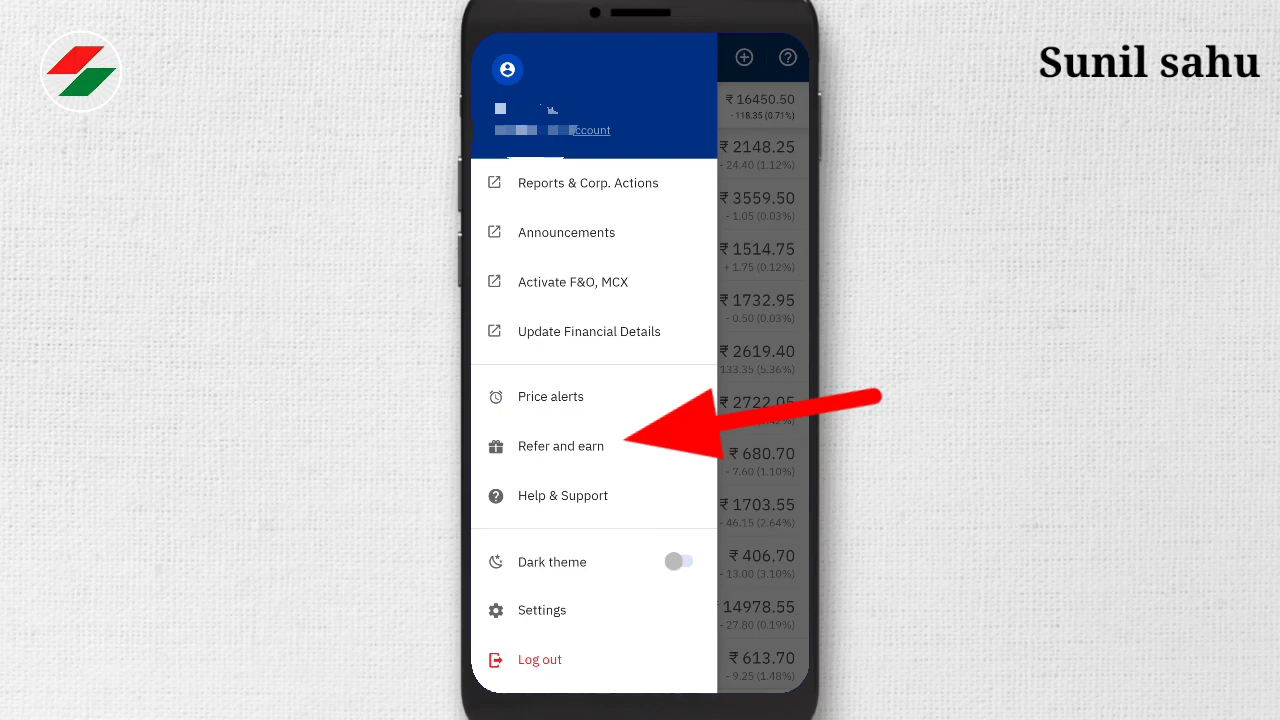 Sunil sahu
ccount
Reports & Corp. Actions
Announcements
Activate F&O, MCX
Update Financial Details
Price alerts
Refer and earn
Help & Support
Dark theme
Settings
Log out
₹ 16450.50
- 118.35 (0.71%)
₹ 2148.25
- 24.40 (1.12%)
₹ 3559.50
- 1.05 (0.03%)
₹ 1514.75
+ 1.75 (0.12%)
₹ 1732.95
- 0.50 (0.03%)
₹ 2619.40
133.35 (5.36%)
₹ 2722.05
₹ 680.70
- 7.60 (1.10%)
₹ 1703.55
- 46.15 (2.64%)
₹ 406.70
- 13.00 (3.10%)
14978.55
- 27.80 (0.19%)
₹ 613.70
- 9.25 (1.48%)